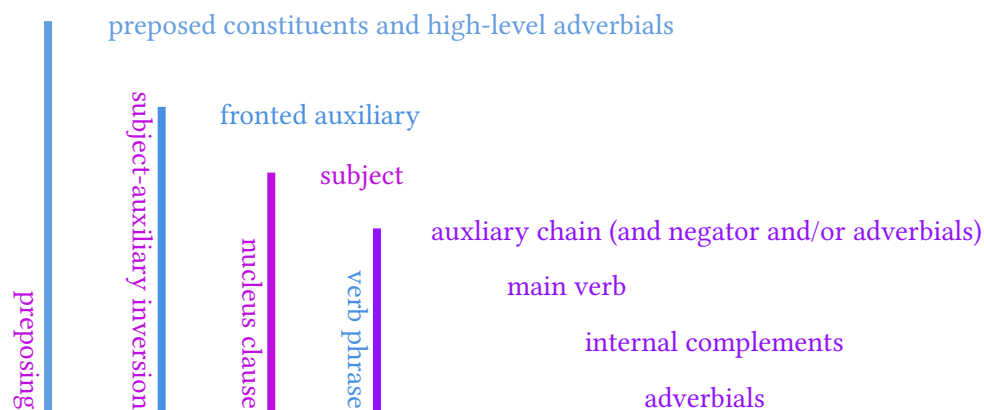 preposed constituents and high-level adverbials
fronted auxiliary
subject
auxliary chain (and negator and/or adverbials)
main verb
internal complements
adverbials
preposing
subject-auxiliary inversion
nucleus clause
verb phrase